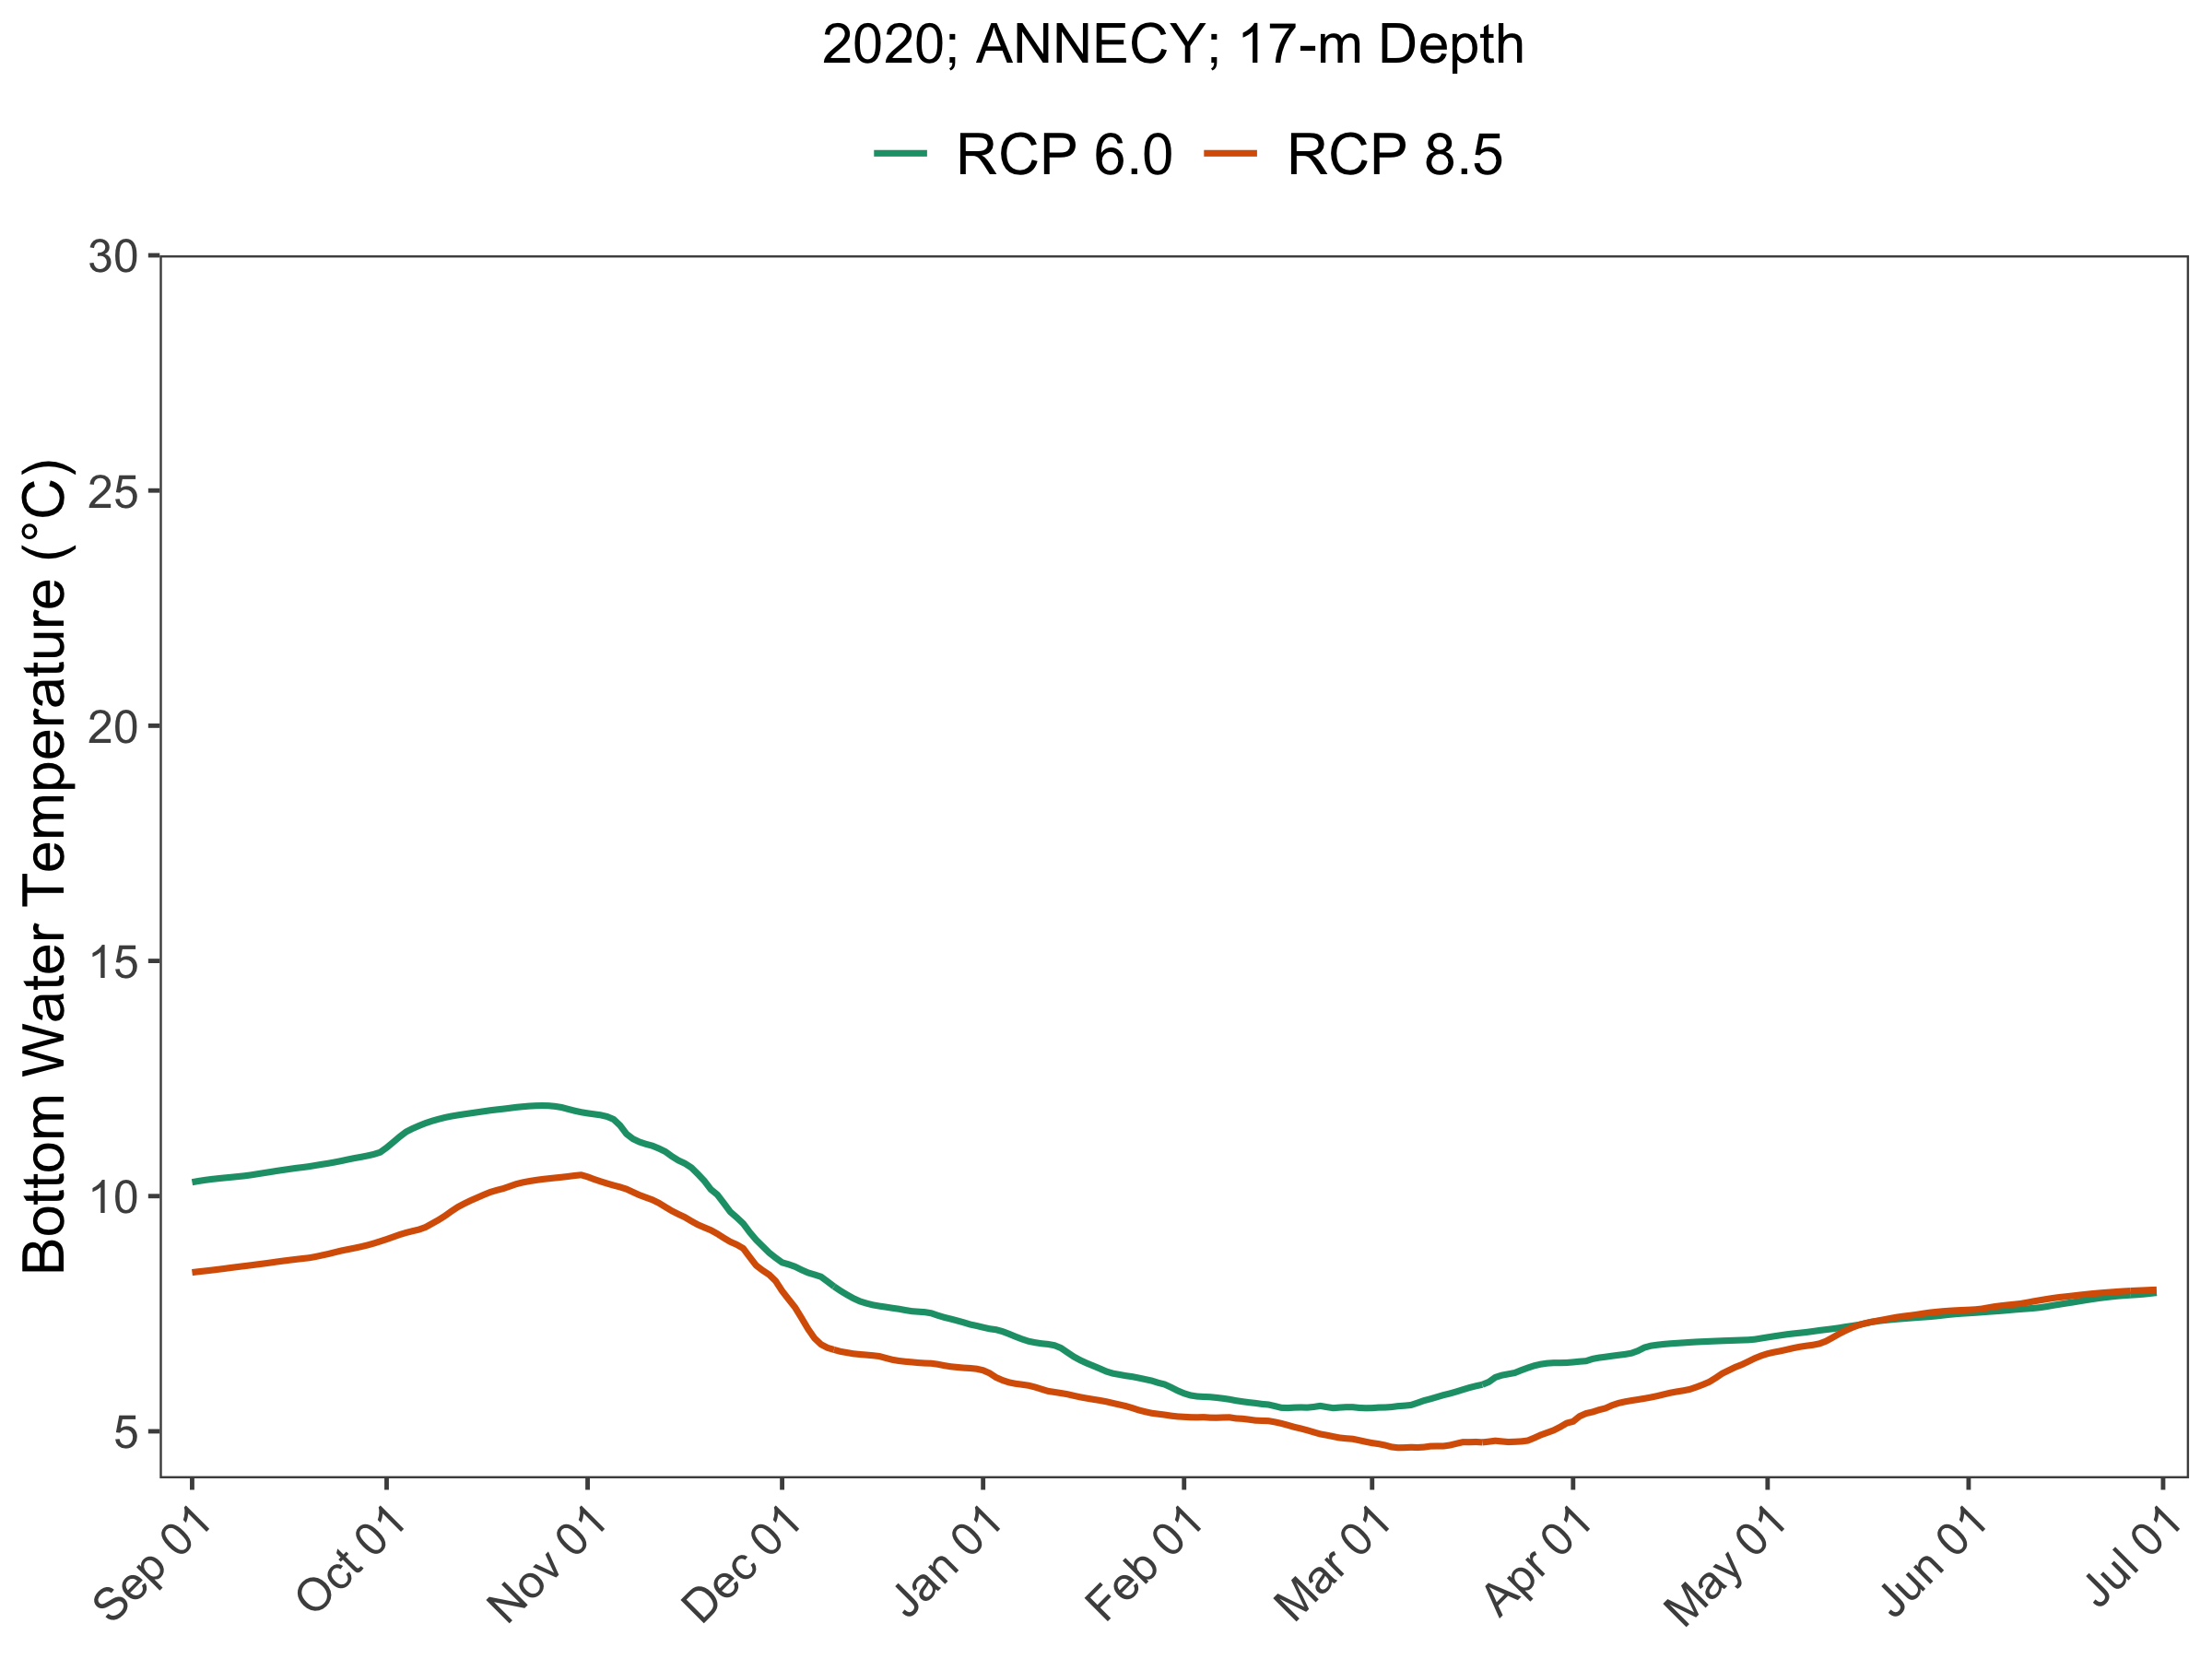 2020; ANNECY; 17-m Depth
RCP 6.0 RCP 8.5
Bottom Water Temperature (°C)
30
25
20
15
10
5
Sep 01
Oct 01
Nov 01
Dec 01
Jan 01
Feb 01
Mar 01
Apr 01
May 01
Jun 01
Jul 01